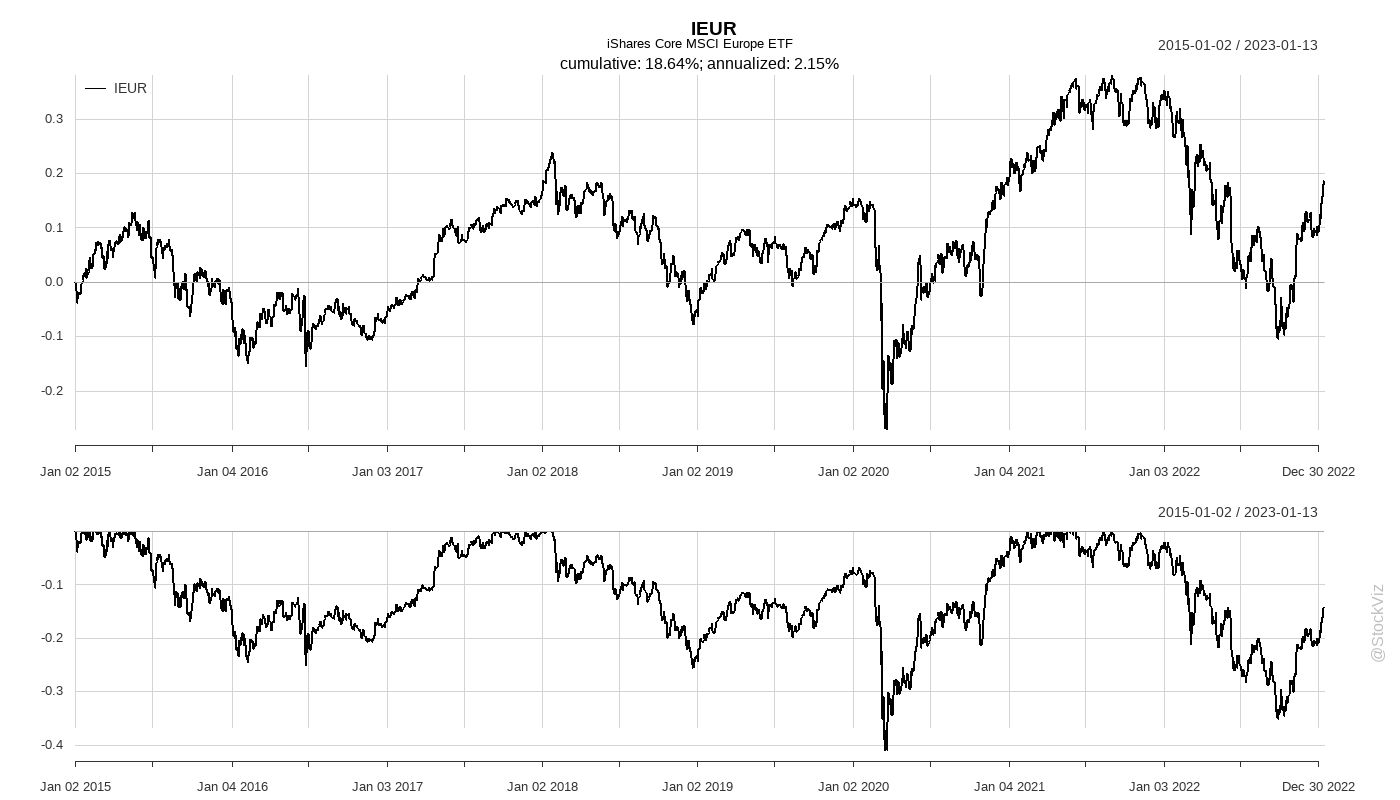 IEUR
iShares Core MSCI Europe ETF
2015-01-02 / 2023-01-13
cumulative: 18.64%; annualized: 2.15%
IEUR
0.3
0.2
0.1
0.0
-0.1
-0.2
Jan 02 2015 Jan 04 2016 Jan 03 2017 Jan 02 2018 Jan 02 2019 Jan 02 2020 Jan 04 2021 Jan 03 2022 Dec 30 2022
2015-01-02 / 2023-01-13
-0.1
-0.2
-0.3
-0.4
Jan 02 2015 Jan 04 2016 Jan 03 2017 Jan 02 2018 Jan 02 2019 Jan 02 2020 Jan 04 2021 Jan 03 2022 Dec 30 2022
@StockViz